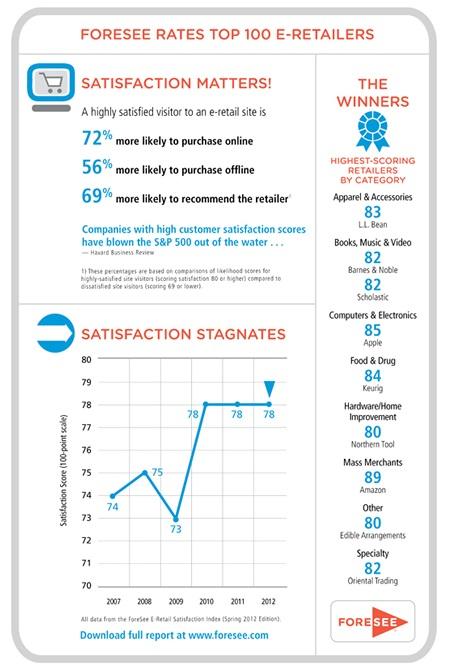 FORESEE RATES TOP 100 E-RETAILERS
SATISFACTION MATTERS!
A highly satisfied visitor to an e-retail site is
72% more likely to purchase online
56% more likely to purchase offline
69% more likely to recommend the retailer¹
Companies with high customer satisfaction scores
have blown the S&P 500 out of the water . . .
— Havard Business Review
1) These percentages are based on comparisons of likelihood scores for
highly-satisfied site visitors (scoring satisfaction 80 or higher) compared to
dissatisfied site visitors (scoring 69 or lower).
SATISFACTION STAGNATES
Satisfaction Score (100-point scale)
80
79
78
77
76
75
74
73
72
71
70
74
75
73
78
78
78
2007
2008
2009
2010
2011
2012
All data from the ForeSee E-Retail Satisfaction Index (Spring 2012 Edition).
Download full report at www.foresee.com
THE
WINNERS
HIGHEST-SCORING
RETAILERS
BY CATEGORY
Apparel & Accessories
83
L.L. Bean
Books, Music & Video
82
Barnes & Noble
82
Scholastic
Computers & Electronics
85
Apple
Food & Drug
84
Keurig
Hardware/Home
Improvement
80
Northern Tool
Mass Merchants
89
Amazon
Other
80
Edible Arrangements
Specialty
82
Oriental Trading
FORESEE